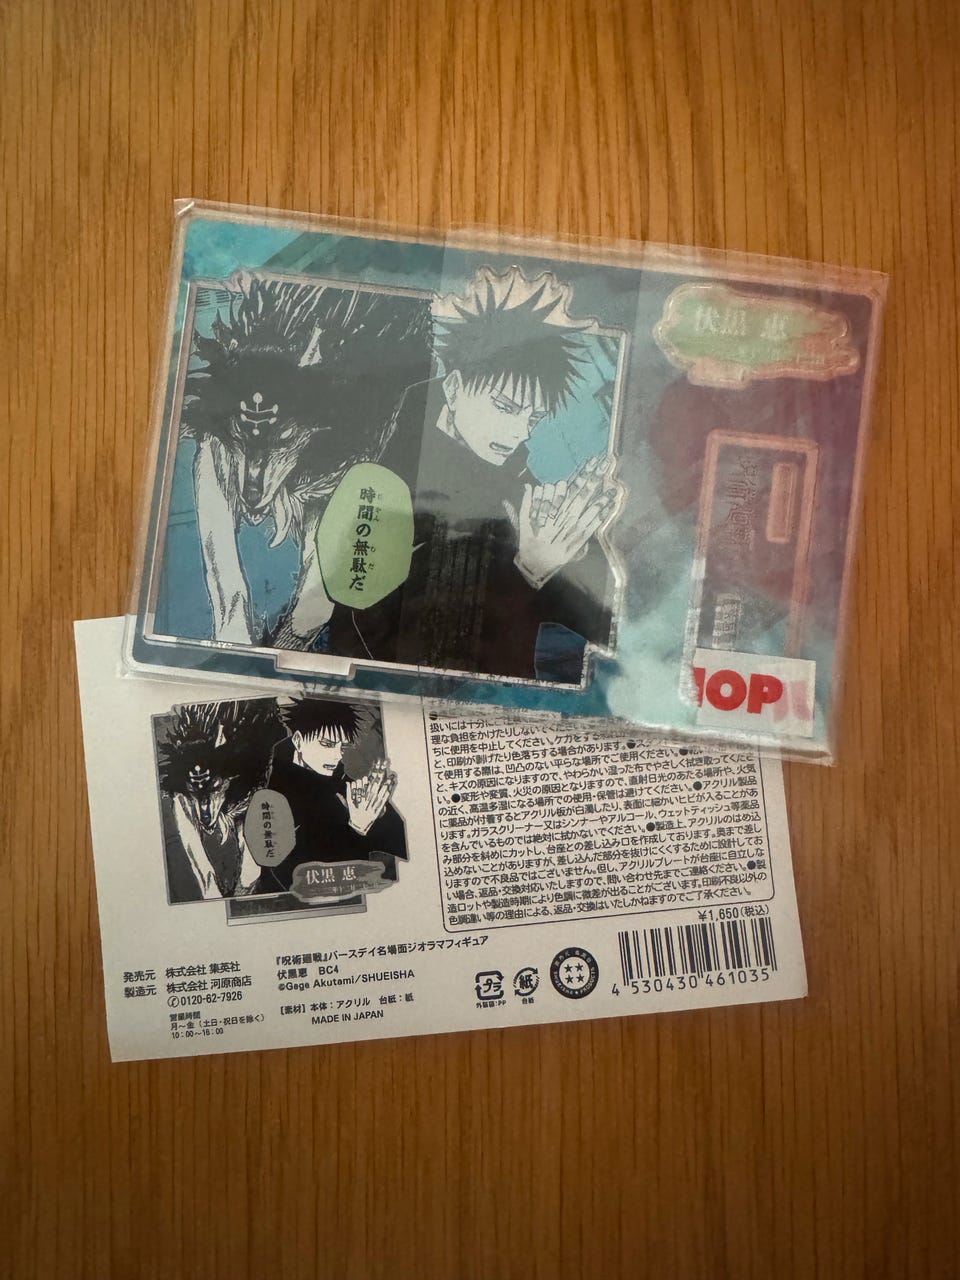 伏黒 恵
時間の無駄だ
じかん
むだ
呪術廻戦
HOP
時間の無駄だ
伏黒 恵
ちに使用を中止してください。ケガをする恐れが
と、印刷が剥げたり色落ちする場合があります。●スタ
て使用する際は、凹凸のない平らな場所でご使用ください。●
と、キズの原因になりますので、やわらかい湿った布でやさしく拭き取ってくださ
い。●変形や変質、火災の原因となりますので、直射日光のあたる場所や、火気
の近く、高温多湿になる場所での使用・保管は避けてください。●アクリル製品
に薬品が付着するとアクリル板が白濁したり、表面に細かいヒビが入ることがあ
ります。ガラスクリーナー又はシンナーやアルコール、ウェットティッシュ等薬品
を含んでいるものでは絶対に拭かないでください。●製造上、アクリルのはめ込
み部分を斜めにカットし、台座との差し込み口を作成しております。奥まで差し
込めないことがありますが、差し込んだ部分を抜けにくくするために設計してお
りますので不良品ではございません。但し、アクリルプレートが台座に自立しな
い場合、返品・交換対応いたしますので、問い合わせ先までご連絡ください。●製
造ロットや製造時期により色調に微差が出ることがございます。印刷不良以外の
色調違い等の理由による、返品・交換はいたしかねますのでご了承ください。
¥1,650(税込)
『呪術廻戦』バースデイ名場面ジオラマフィギュア
伏黒恵 BC4
©Gege Akutami/SHUEISHA
【素材】本体:アクリル 台紙:紙
MADE IN JAPAN
発売元 株式会社 集英社
製造元 株式会社 河原商店
✆0120-62-7926
営業時間
月〜金(土日・祝日を除く)
10:00〜16:00
プラ
外装袋:PP
紙
台紙
4 530430 461035